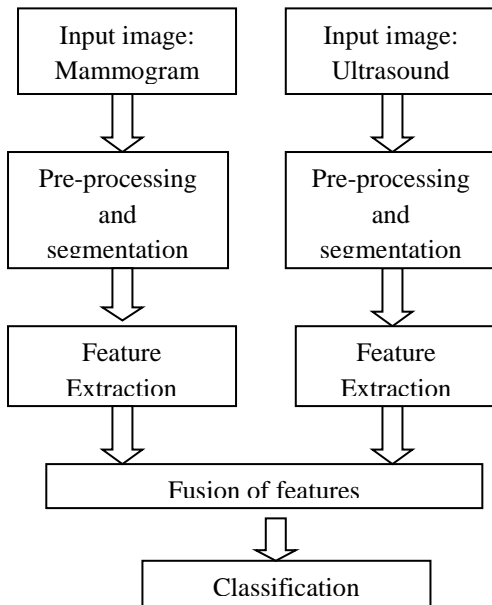 Input image:
Mammogram
Input image:
Ultrasound
Pre-processing
and
segmentation
Pre-processing
and
segmentation
Feature
Extraction
Feature
Extraction
Fusion of features
Classification